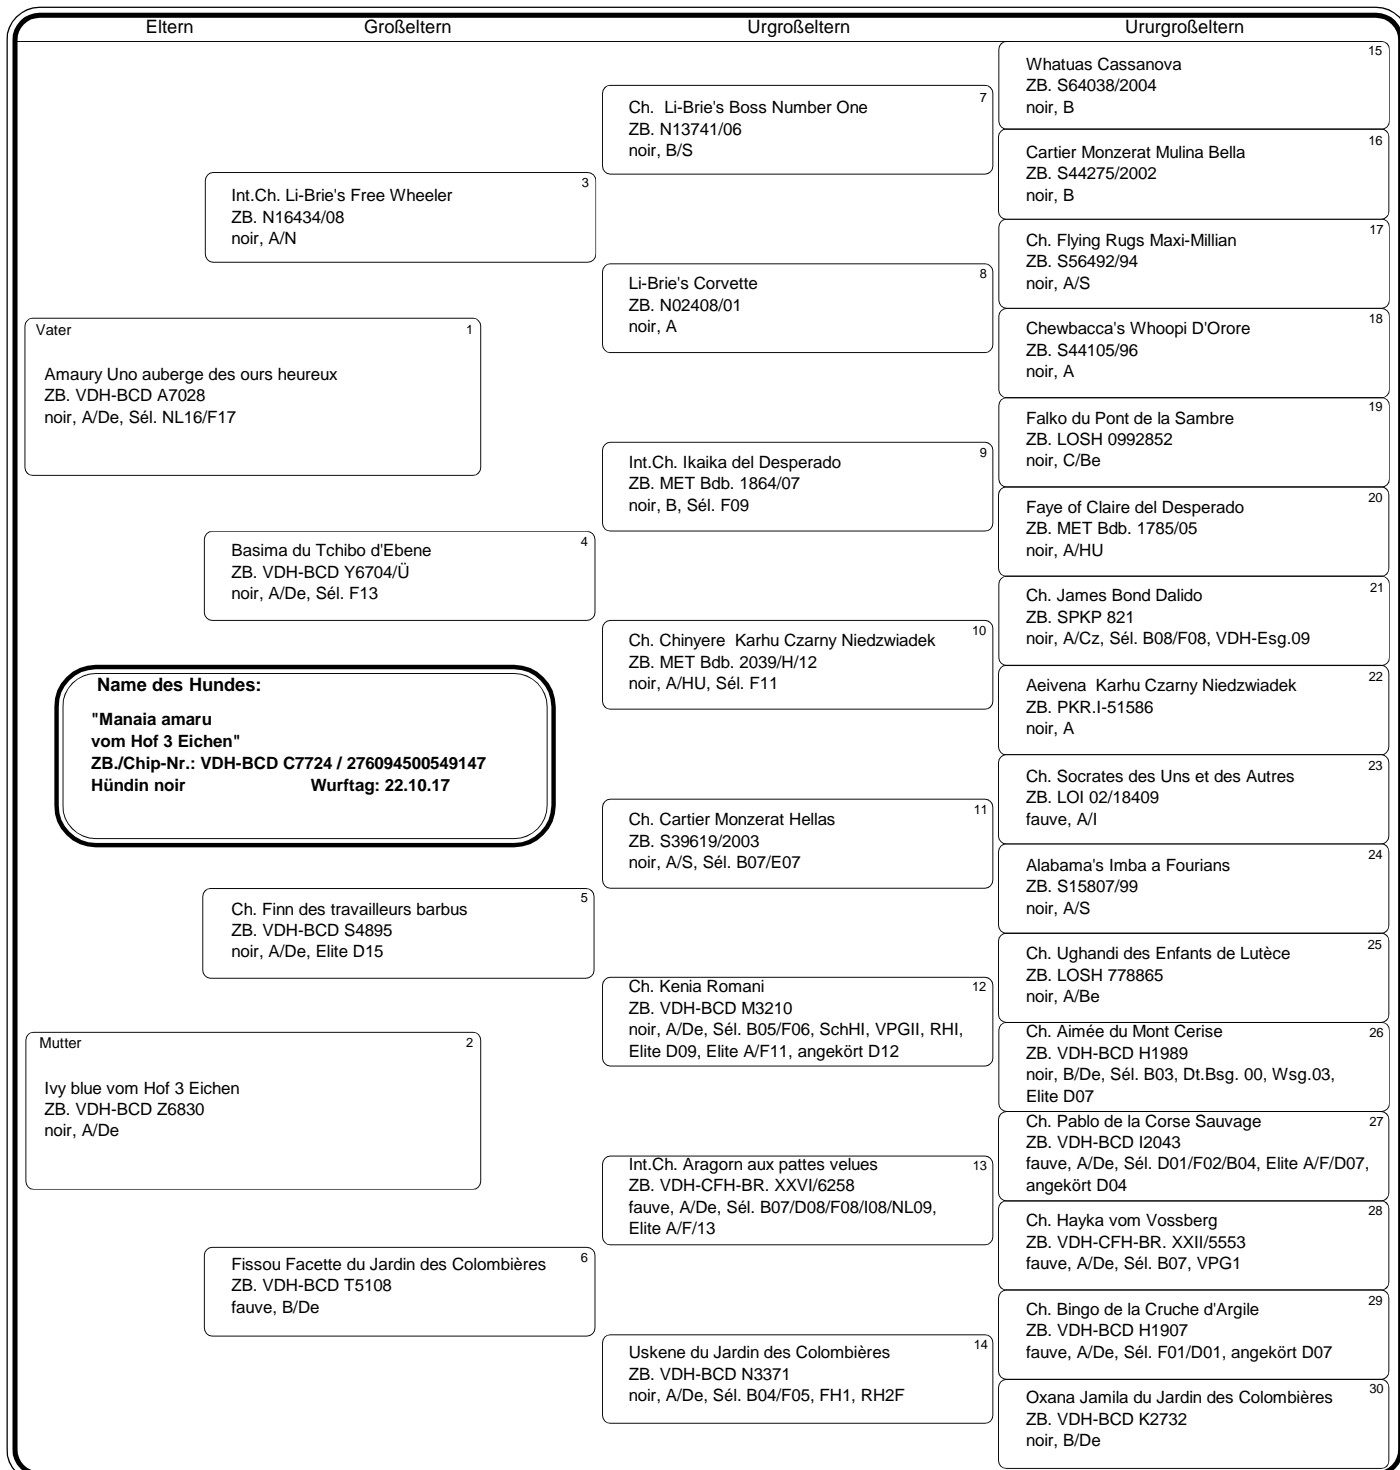 Eltern
Großeltern
Urgroßeltern
Ururgroßeltern
Vater 1
Amaury Uno auberge des ours heureux
ZB. VDH-BCD A7028
noir, A/De, Sél. NL16/F17
Mutter 2
Ivy blue vom Hof 3 Eichen
ZB. VDH-BCD Z6830
noir, A/De
Name des Hundes:
"Manaia amaru
vom Hof 3 Eichen"
ZB./Chip-Nr.: VDH-BCD C7724 / 276094500549147
Hündin noir Wurftag: 22.10.17
3
Int.Ch. Li-Brie's Free Wheeler
ZB. N16434/08
noir, A/N
4
Basima du Tchibo d'Ebene
ZB. VDH-BCD Y6704/Ü
noir, A/De, Sél. F13
5
Ch. Finn des travailleurs barbus
ZB. VDH-BCD S4895
noir, A/De, Elite D15
6
Fissou Facette du Jardin des Colombières
ZB. VDH-BCD T5108
fauve, B/De
7
Ch. Li-Brie's Boss Number One
ZB. N13741/06
noir, B/S
8
Li-Brie's Corvette
ZB. N02408/01
noir, A
9
Int.Ch. Ikaika del Desperado
ZB. MET Bdb. 1864/07
noir, B, Sél. F09
10
Ch. Chinyere Karhu Czarny Niedzwiadek
ZB. MET Bdb. 2039/H/12
noir, A/HU, Sél. F11
11
Ch. Cartier Monzerat Hellas
ZB. S39619/2003
noir, A/S, Sél. B07/E07
12
Ch. Kenia Romani
ZB. VDH-BCD M3210
noir, A/De, Sél. B05/F06, SchHI, VPGII, RHI,
Elite D09, Elite A/F11, angekört D12
13
Int.Ch. Aragorn aux pattes velues
ZB. VDH-CFH-BR. XXVI/6258
fauve, A/De, Sél. B07/D08/F08/I08/NL09,
Elite A/F/13
14
Uskene du Jardin des Colombières
ZB. VDH-BCD N3371
noir, A/De, Sél. B04/F05, FH1, RH2F
15
Whatuas Cassanova
ZB. S64038/2004
noir, B
16
Cartier Monzerat Mulina Bella
ZB. S44275/2002
noir, B
17
Ch. Flying Rugs Maxi-Millian
ZB. S56492/94
noir, A/S
18
Chewbacca's Whoopi D'Orore
ZB. S44105/96
noir, A
19
Falko du Pont de la Sambre
ZB. LOSH 0992852
noir, C/Be
20
Faye of Claire del Desperado
ZB. MET Bdb. 1785/05
noir, A/HU
21
Ch. James Bond Dalido
ZB. SPKP 821
noir, A/Cz, Sél. B08/F08, VDH-Esg.09
22
Aeivena Karhu Czarny Niedzwiadek
ZB. PKR.I-51586
noir, A
23
Ch. Socrates des Uns et des Autres
ZB. LOI 02/18409
fauve, A/I
24
Alabama's Imba a Fourians
ZB. S15807/99
noir, A/S
25
Ch. Ughandi des Enfants de Lutèce
ZB. LOSH 778865
noir, A/Be
26
Ch. Aimée du Mont Cerise
ZB. VDH-BCD H1989
noir, B/De, Sél. B03, Dt.Bsg. 00, Wsg.03,
Elite D07
27
Ch. Pablo de la Corse Sauvage
ZB. VDH-BCD I2043
fauve, A/De, Sél. D01/F02/B04, Elite A/F/D07,
angekört D04
28
Ch. Hayka vom Vossberg
ZB. VDH-CFH-BR. XXII/5553
fauve, A/De, Sél. B07, VPG1
29
Ch. Bingo de la Cruche d'Argile
ZB. VDH-BCD H1907
fauve, A/De, Sél. F01/D01, angekört D07
30
Oxana Jamila du Jardin des Colombières
ZB. VDH-BCD K2732
noir, B/De